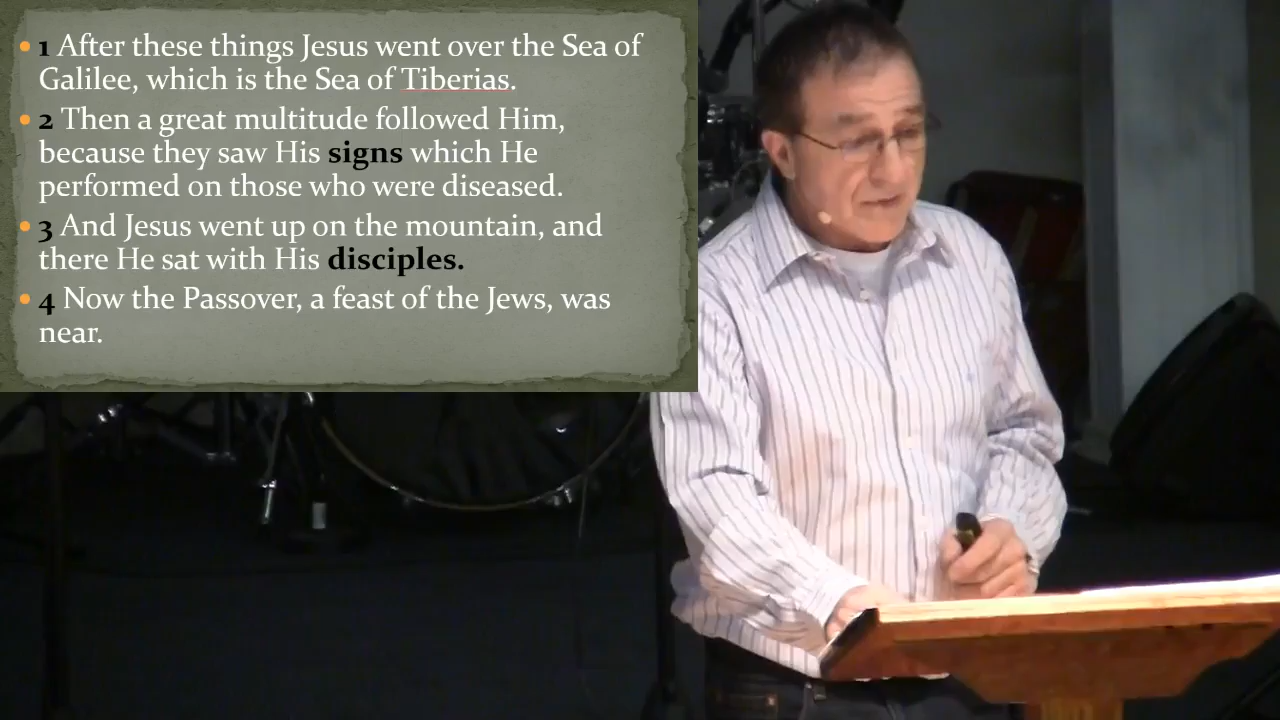 • 1 After these things Jesus went over the Sea of
Galilee, which is the Sea of Tiberias.
• 2 Then a great multitude followed Him,
because they saw His signs which He
performed on those who were diseased.
• 3 And Jesus went up on the mountain, and
there He sat with His disciples.
• 4 Now the Passover, a feast of the Jews, was
near.